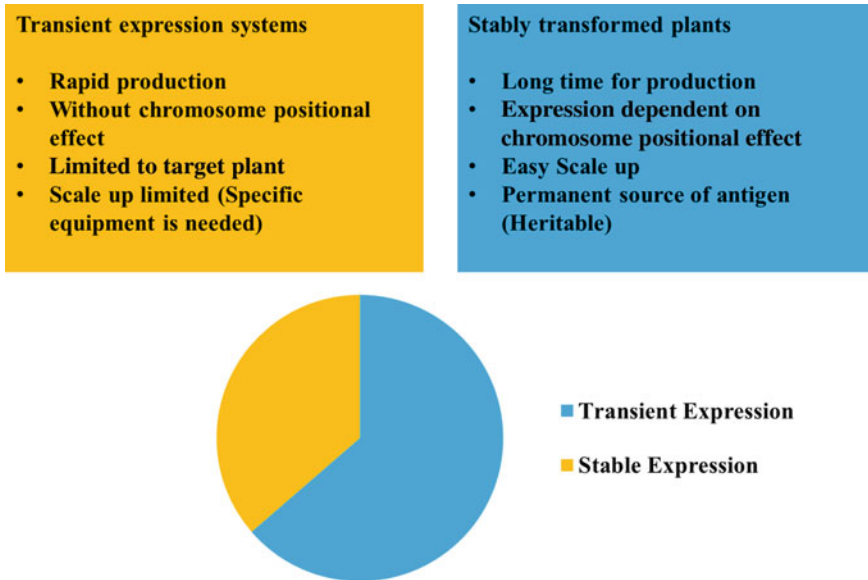 Transient expression systems
• Rapid production
• Without chromosome positional
effect
• Limited to target plant
• Scale up limited (Specific
equipment is needed)
Stably transformed plants
• Long time for production
• Expression dependent on
chromosome positional effect
• Easy Scale up
• Permanent source of antigen
(Heritable)
Transient Expression
Stable Expression